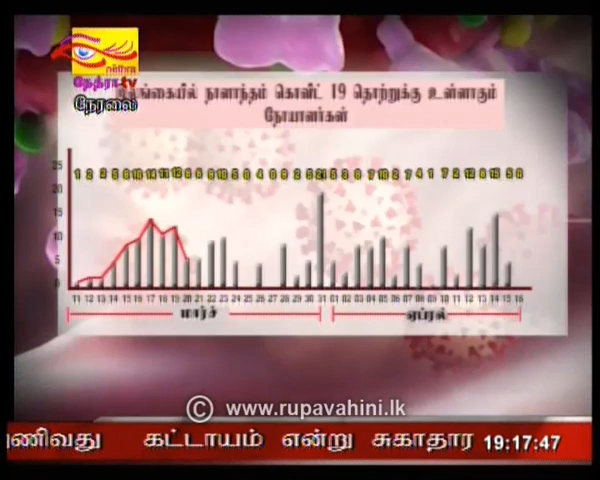 நேத்ரா tv
நேரலை
இலங்கையில் நாளாந்தம் கொவிட் 19 தொற்றுக்கு உள்ளாகும்
நோயாளர்கள்
25
20
15
10
5
0
11 12 13 14 15 16 17 18 19 20 21 22 23 24 25 26 27 28 29 30 31 01 02 03 04 05 06 07 08 09 10 11 12 13 14 15 16
மார்ச் ஏப்ரல்
© www.rupavahini.lk
ணிவது கட்டாயம் என்று சுகாதார 19:17:47